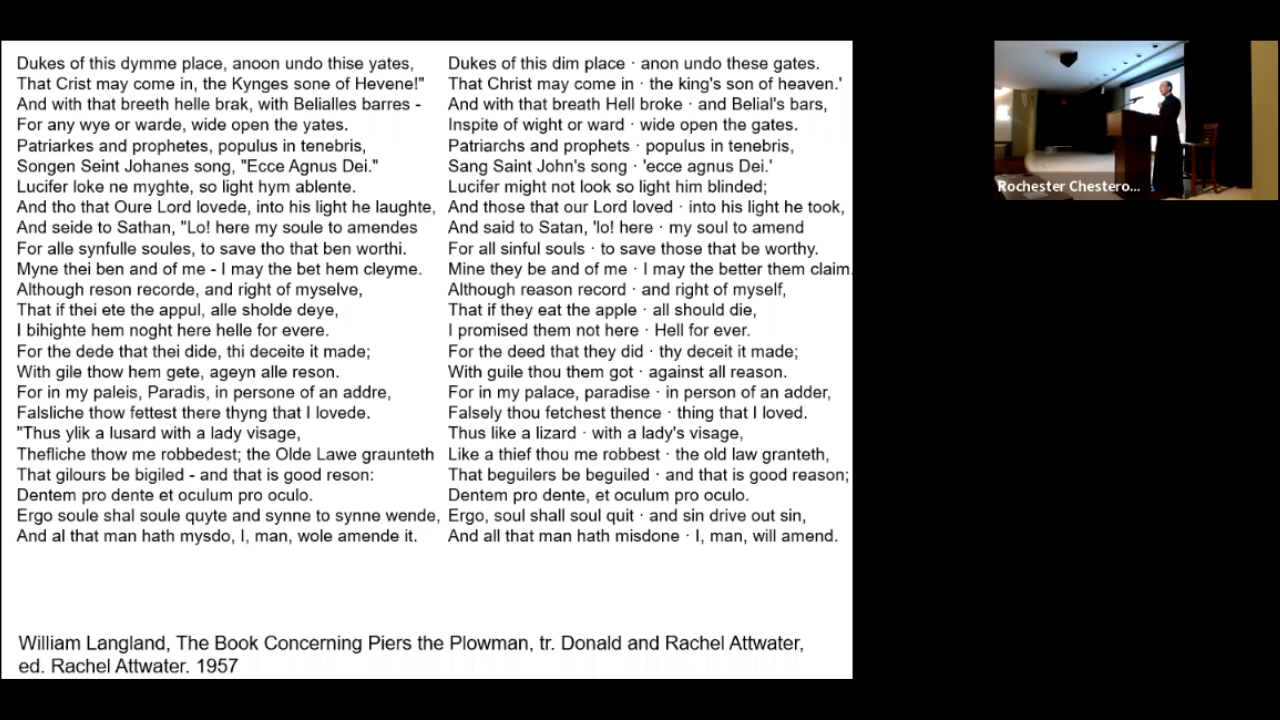 Dukes of this dymme place, anoon undo thise yates,
That Crist may come in, the Kynges sone of Hevene!"
And with that breeth helle brak, with Belialles barres -
For any wye or warde, wide open the yates.
Patriarkes and prophetes, populus in tenebris,
Songen Seint Johanes song, "Ecce Agnus Dei."
Lucifer loke ne myghte, so light hym ablente.
And tho that Oure Lord lovede, into his light he laughte,
And seide to Sathan, "Lo! here my soule to amendes
For alle synfulle soules, to save tho that ben worthi.
Myne thei ben and of me - I may the bet hem cleyme.
Although reson recorde, and right of myselve,
That if thei ete the appul, alle sholde deye,
I bihighte hem noght here helle for evere.
For the dede that thei dide, thi deceite it made;
With gile thow hem gete, ageyn alle reson.
For in my paleis, Paradis, in persone of an addre,
Falsliche thow fettest there thyng that I lovede.
"Thus ylik a lusard with a lady visage,
Thefliche thow me robbedest; the Olde Lawe graunteth
That gilours be bigiled - and that is good reson:
Dentem pro dente et oculum pro oculo.
Ergo soule shal soule quyte and synne to synne wende,
And al that man hath mysdo, I, man, wole amende it.
Dukes of this dim place · anon undo these gates.
That Christ may come in · the king's son of heaven.'
And with that breath Hell broke · and Belial's bars,
Inspite of wight or ward · wide open the gates.
Patriarchs and prophets · populus in tenebris,
Sang Saint John's song · 'ecce agnus Dei.'
Lucifer might not look so light him blinded;
And those that our Lord loved · into his light he took,
And said to Satan, 'lo! here · my soul to amend
For all sinful souls · to save those that be worthy.
Mine they be and of me · I may the better them claim.
Although reason record · and right of myself,
That if they eat the apple · all should die,
I promised them not here · Hell for ever.
For the deed that they did · thy deceit it made;
With guile thou them got · against all reason.
For in my palace, paradise · in person of an adder,
Falsely thou fetchest thence · thing that I loved.
Thus like a lizard · with a lady's visage,
Like a thief thou me robbest · the old law granteth,
That beguilers be beguiled · and that is good reason;
Dentem pro dente, et oculum pro oculo.
Ergo, soul shall soul quit · and sin drive out sin,
And all that man hath misdone · I, man, will amend.
William Langland, The Book Concerning Piers the Plowman, tr. Donald and Rachel Attwater,
ed. Rachel Attwater. 1957
Rochester Chestero...